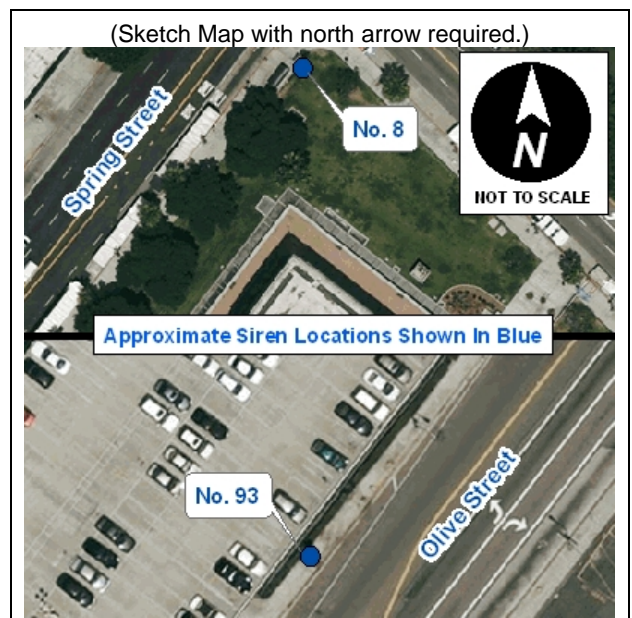 (Sketch Map with north arrow required.)
Spring Street
No. 8
N
NOT TO SCALE
Approximate Siren Locations Shown In Blue
No. 93
Olive Street